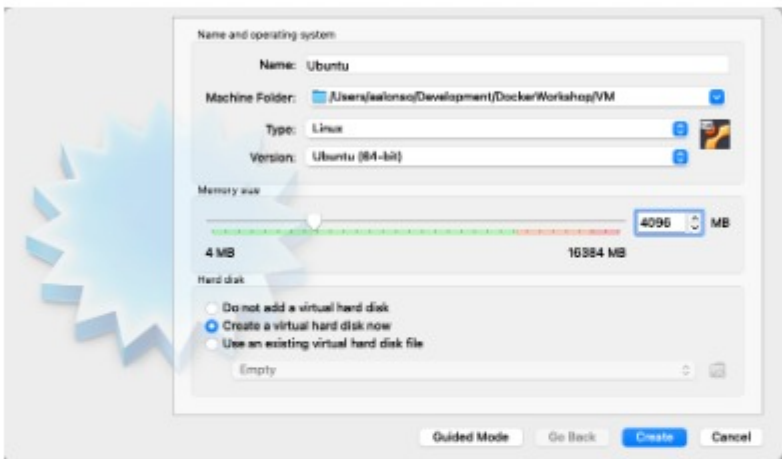 Name and operating system
Name: Ubuntu
Machine Folder: /Users/ealonso/Development/DockerWorkshop/VM
Type: Linux
Version: Ubuntu (64-bit)
Memory size
4096 MB
4 MB 16384 MB
Hard disk
Do not add a virtual hard disk
Create a virtual hard disk now
Use an existing virtual hard disk file
Empty
Guided Mode Go Back Create Cancel